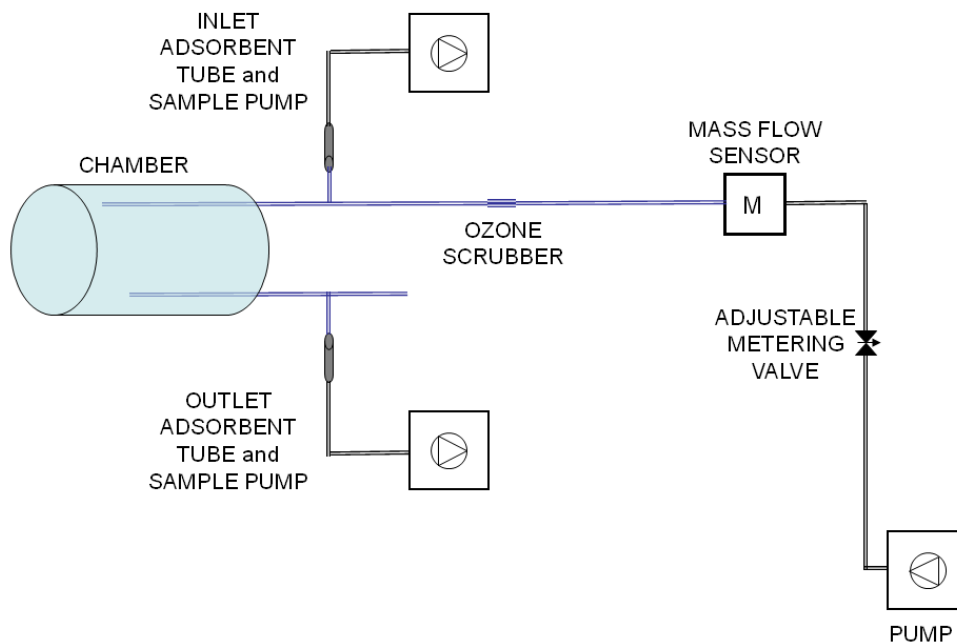 INLET
ADSORBENT
TUBE and
SAMPLE PUMP
MASS FLOW
SENSOR
CHAMBER
M
OZONE
SCRUBBER
ADJUSTABLE
METERING
VALVE
OUTLET
ADSORBENT
TUBE and
SAMPLE PUMP
PUMP